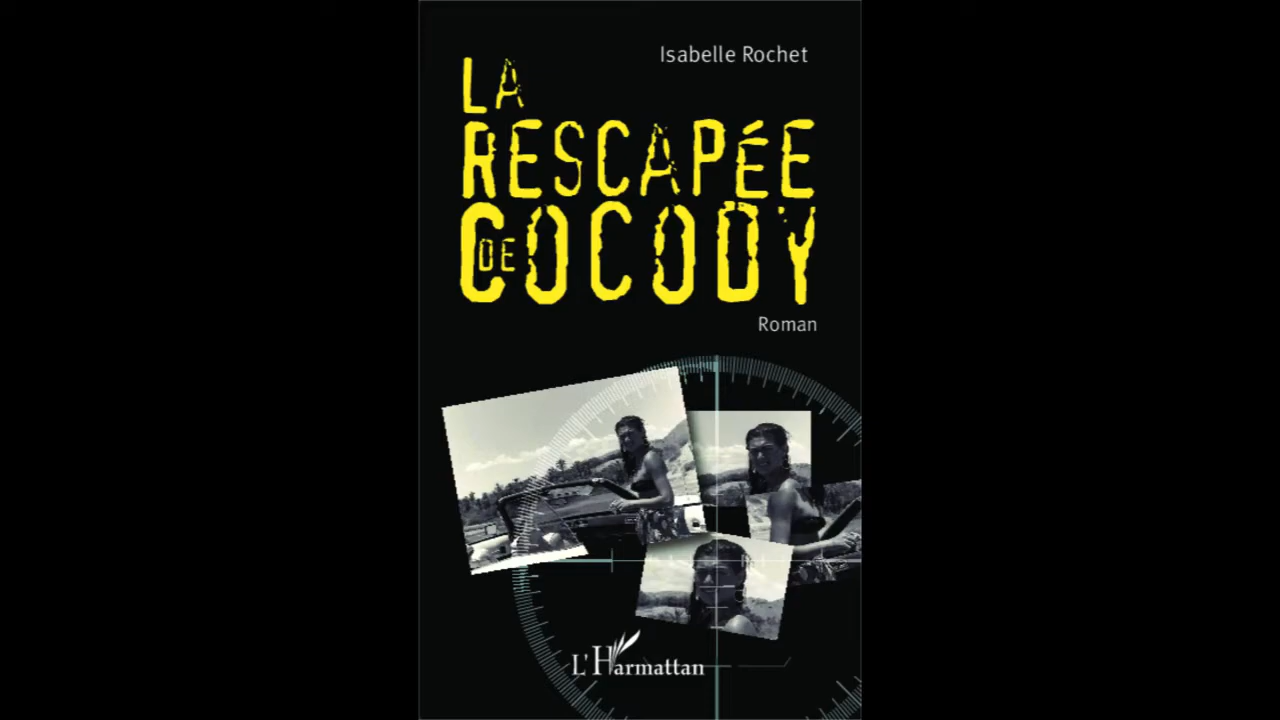 Isabelle Rochet
LA
RESCAPÉE
DE COCODY
Roman
L'Harmattan